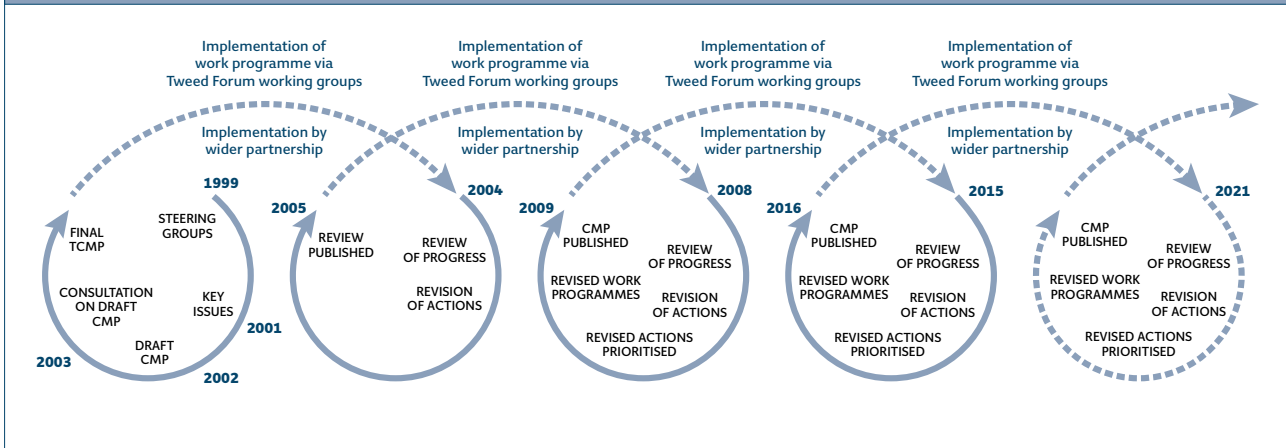 Implementation of
work programme via
Tweed Forum working groups
Implementation of
work programme via
Tweed Forum working groups
Implementation of
work programme via
Tweed Forum working groups
Implementation of
work programme via
Tweed Forum working groups
Implementation by
wider partnership
Implementation by
wider partnership
Implementation by
wider partnership
Implementation by
wider partnership
1999
STEERING
GROUPS
KEY
ISSUES
2001
DRAFT
CMP
2002
CONSULTATION
ON DRAFT
CMP
2003
FINAL
TCMP
2004
REVIEW
OF PROGRESS
REVISION
OF ACTIONS
2005
REVIEW
PUBLISHED
2008
REVIEW
OF PROGRESS
REVISION
OF ACTIONS
REVISED ACTIONS
PRIORITISED
REVISED WORK
PROGRAMMES
CMP
PUBLISHED
2009
2015
REVIEW
OF PROGRESS
REVISION
OF ACTIONS
REVISED ACTIONS
PRIORITISED
REVISED WORK
PROGRAMMES
CMP
PUBLISHED
2016
2021
REVIEW
OF PROGRESS
REVISION
OF ACTIONS
REVISED ACTIONS
PRIORITISED
REVISED WORK
PROGRAMMES
CMP
PUBLISHED